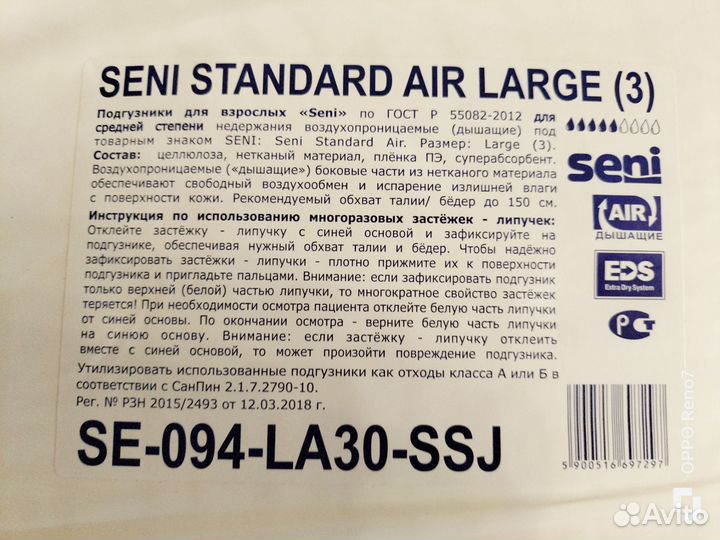 SENI STANDARD AIR LARGE (3)
Подгузники для взрослых «Seni» по ГОСТ Р 55082-2012 для
средней степени недержания воздухопроницаемые (дышащие) под
товарным знаком SENI: Seni Standard Air. Размер: Large (3).
Состав: целлюлоза, нетканый материал, плёнка ПЭ, суперабсорбент.
Воздухопроницаемые («дышащие») боковые части из нетканого материала
обеспечивают свободный воздухообмен и испарение излишней влаги
с поверхности кожи. Рекомендуемый обхват талии/ бёдер до 150 см.
seni
AIR
ДЫШАЩИЕ
Инструкция по использованию многоразовых застёжек - липучек:
Отклейте застёжку - липучку с синей основой и зафиксируйте на
подгузнике, обеспечивая нужный обхват талии и бёдер. Чтобы надёжно
зафиксировать застёжки - липучки - плотно прижмите их к поверхности
подгузника и пригладьте пальцами. Внимание: если зафиксировать подгузник
только верхней (белой) частью липучки, то многократное свойство застёжек
теряется! При необходимости осмотра пациента отклейте белую часть липучки
от синей основы. По окончании осмотра - верните белую часть липучки
на синюю основу. Внимание: если застёжку - липучку отклеить
вместе с синей основой, то может произойти повреждение подгузника.
EDS
Extra Dry System
РСТ
Утилизировать использованные подгузники как отходы класса А или Б в
соответствии с СанПин 2.1.7.2790-10.
Рег. № РЗН 2015/2493 от 12.03.2018 г.
SE-094-LA30-SSJ
5 900516 697297
OPPO Reno7
Avito